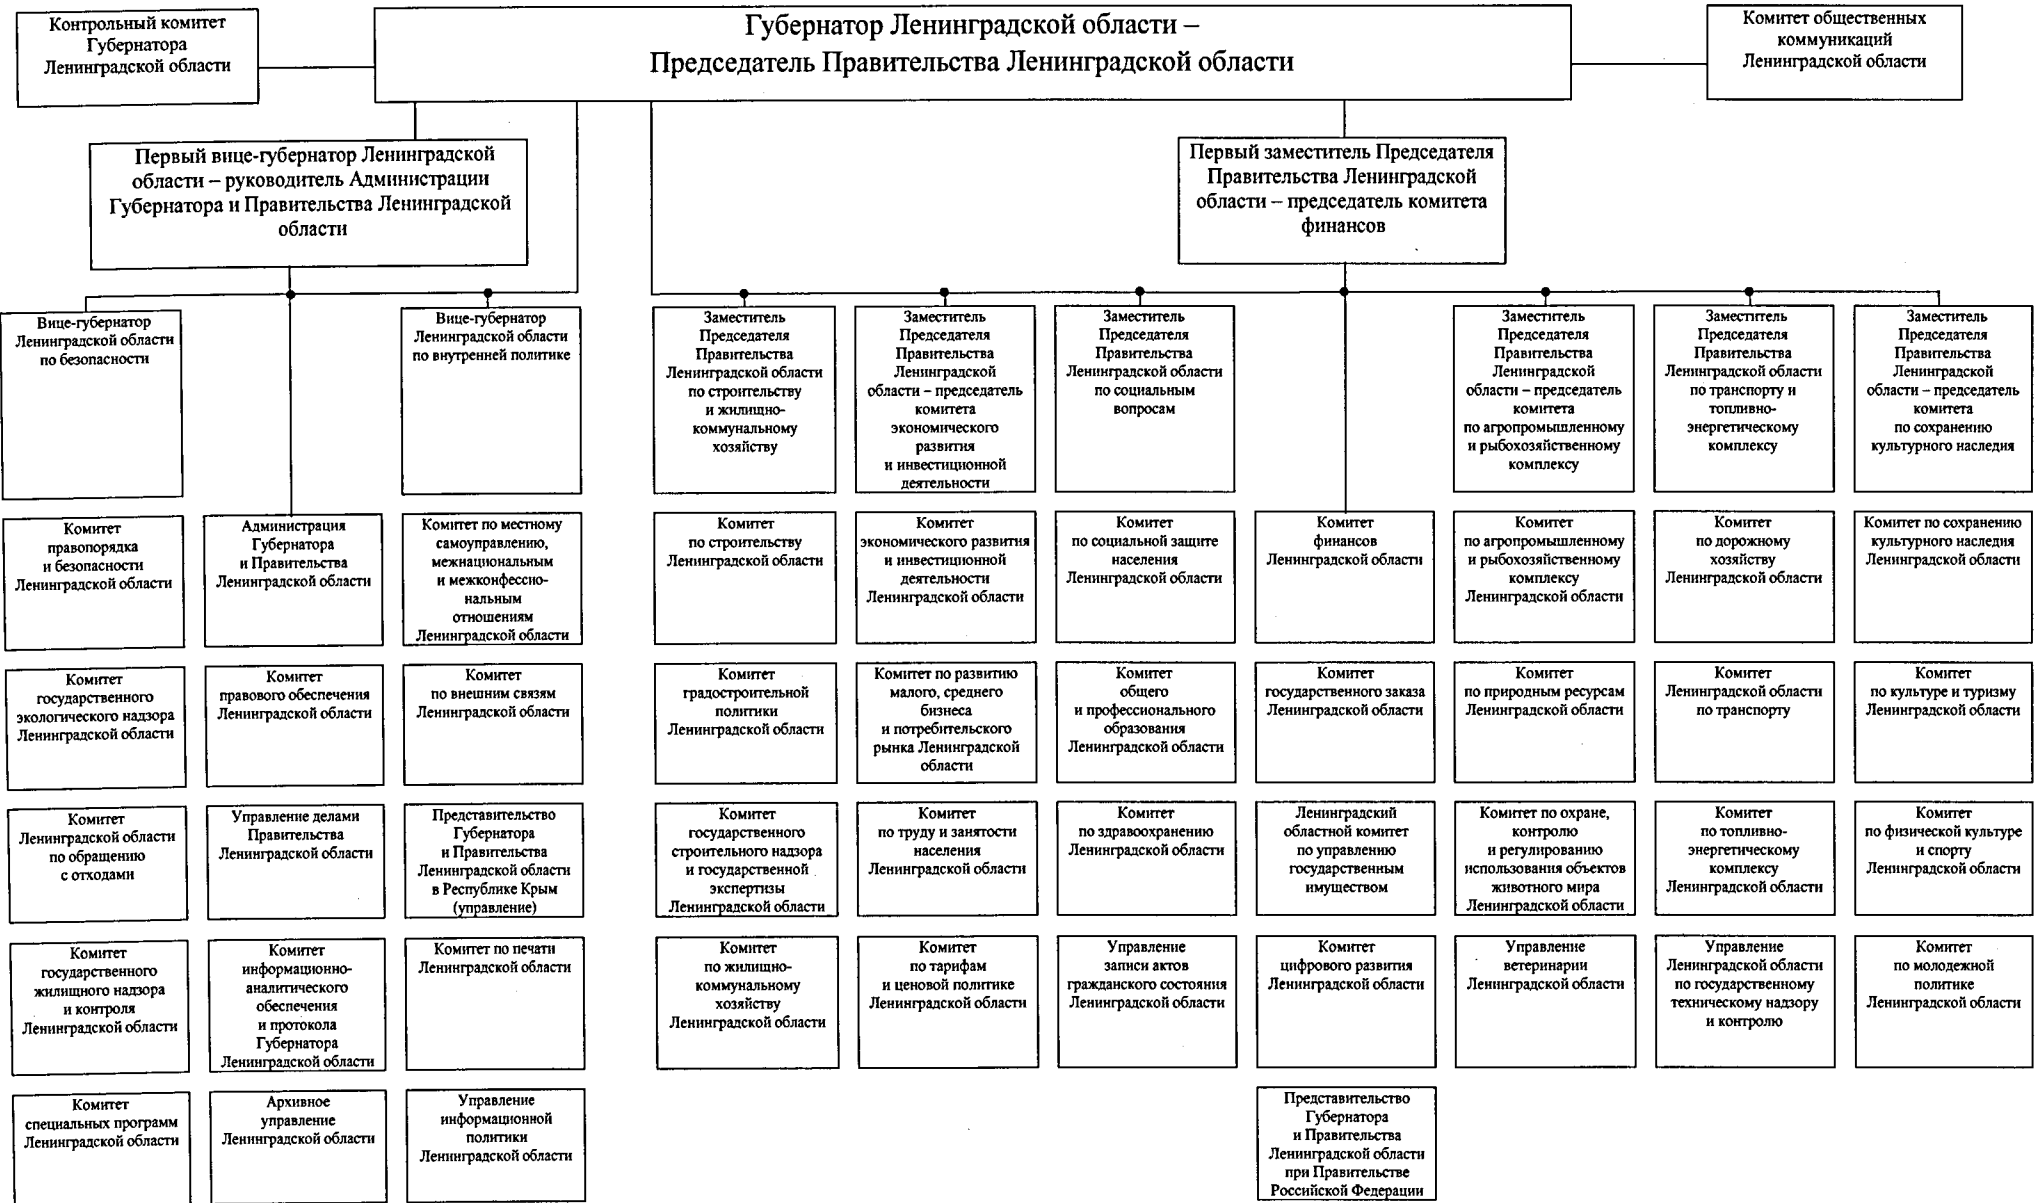 Контрольный комитет
Губернатора
Ленинградской области
Губернатор Ленинградской области –
Председатель Правительства Ленинградской области
Комитет общественных
коммуникаций
Ленинградской области
Первый вице-губернатор Ленинградской
области – руководитель Администрации
Губернатора и Правительства Ленинградской
области
Первый заместитель Председателя
Правительства Ленинградской
области – председатель комитета
финансов
Вице-губернатор
Ленинградской области
по безопасности
Вице-губернатор
Ленинградской области
по внутренней политике
Заместитель
Председателя
Правительства
Ленинградской области
по строительству
и жилищно-
коммунальному
хозяйству
Заместитель
Председателя
Правительства
Ленинградской
области – председатель
комитета
экономического
развития
и инвестиционной
деятельности
Заместитель
Председателя
Правительства
Ленинградской области
по социальным
вопросам
Заместитель
Председателя
Правительства
Ленинградской
области – председатель
комитета
по агропромышленному
и рыбохозяйственному
комплексу
Заместитель
Председателя
Правительства
Ленинградской области
по транспорту и
топливно-
энергетическому
комплексу
Заместитель
Председателя
Правительства
Ленинградской
области – председатель
комитета
по сохранению
культурного наследия
Комитет
правопорядка
и безопасности
Ленинградской области
Администрация
Губернатора
и Правительства
Ленинградской области
Комитет по местному
самоуправлению,
межнациональным
и межконфессио-
нальным
отношениям
Ленинградской области
Комитет
по строительству
Ленинградской области
Комитет
экономического развития
и инвестиционной
деятельности
Ленинградской области
Комитет
по социальной защите
населения
Ленинградской области
Комитет
финансов
Ленинградской области
Комитет
по агропромышленному
и рыбохозяйственному
комплексу
Ленинградской области
Комитет
по дорожному
хозяйству
Ленинградской области
Комитет по сохранению
культурного наследия
Ленинградской области
Комитет
государственного
экологического надзора
Ленинградской области
Комитет
правового обеспечения
Ленинградской области
Комитет
по внешним связям
Ленинградской области
Комитет
градостроительной
политики
Ленинградской области
Комитет по развитию
малого, среднего
бизнеса
и потребительского
рынка Ленинградской
области
Комитет
общего
и профессионального
образования
Ленинградской области
Комитет
государственного заказа
Ленинградской области
Комитет
по природным ресурсам
Ленинградской области
Комитет
Ленинградской области
по транспорту
Комитет
по культуре и туризму
Ленинградской области
Комитет
Ленинградской области
по обращению
с отходами
Управление делами
Правительства
Ленинградской области
Представительство
Губернатора
и Правительства
Ленинградской области
в Республике Крым
(управление)
Комитет
государственного
строительного надзора
и государственной
экспертизы
Ленинградской области
Комитет
по труду и занятости
населения
Ленинградской области
Комитет
по здравоохранению
Ленинградской области
Ленинградский
областной комитет
по управлению
государственным
имуществом
Комитет по охране,
контролю
и регулированию
использования объектов
животного мира
Ленинградской области
Комитет
по топливно-
энергетическому
комплексу
Ленинградской области
Комитет
по физической культуре
и спорту
Ленинградской области
Комитет
государственного
жилищного надзора
и контроля
Ленинградской области
Комитет
информационно-
аналитического
обеспечения
и протокола
Губернатора
Ленинградской области
Комитет по печати
Ленинградской области
Комитет
по жилищно-
коммунальному
хозяйству
Ленинградской области
Комитет
по тарифам
и ценовой политике
Ленинградской области
Управление
записи актов
гражданского состояния
Ленинградской области
Комитет
цифрового развития
Ленинградской области
Управление
ветеринарии
Ленинградской области
Управление
Ленинградской области
по государственному
техническому надзору
и контролю
Комитет
по молодежной
политике
Ленинградской области
Комитет
специальных программ
Ленинградской области
Архивное
управление
Ленинградской области
Управление
информационной
политики
Ленинградской области
Представительство
Губернатора
и Правительства
Ленинградской области
при Правительстве
Российской Федерации